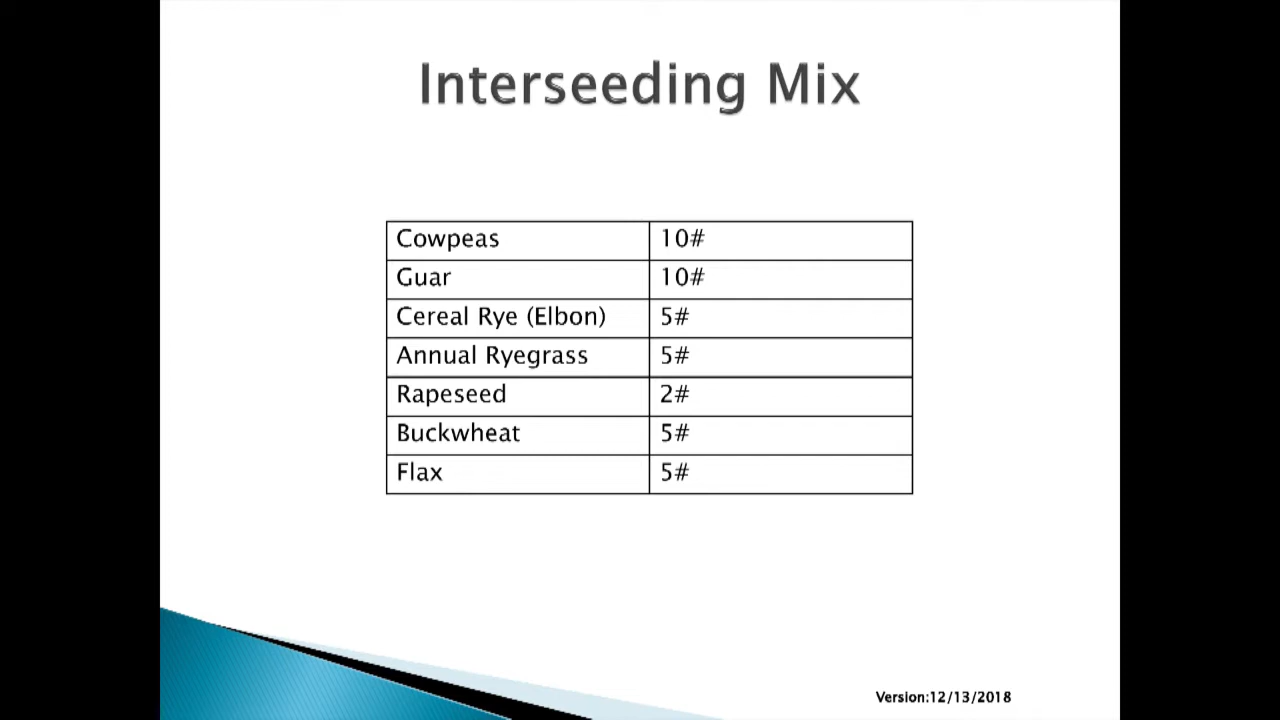 Interseeding Mix
Cowpeas 10#
Guar 10#
Cereal Rye (Elbon) 5#
Annual Ryegrass 5#
Rapeseed 2#
Buckwheat 5#
Flax 5#
Version:12/13/2018